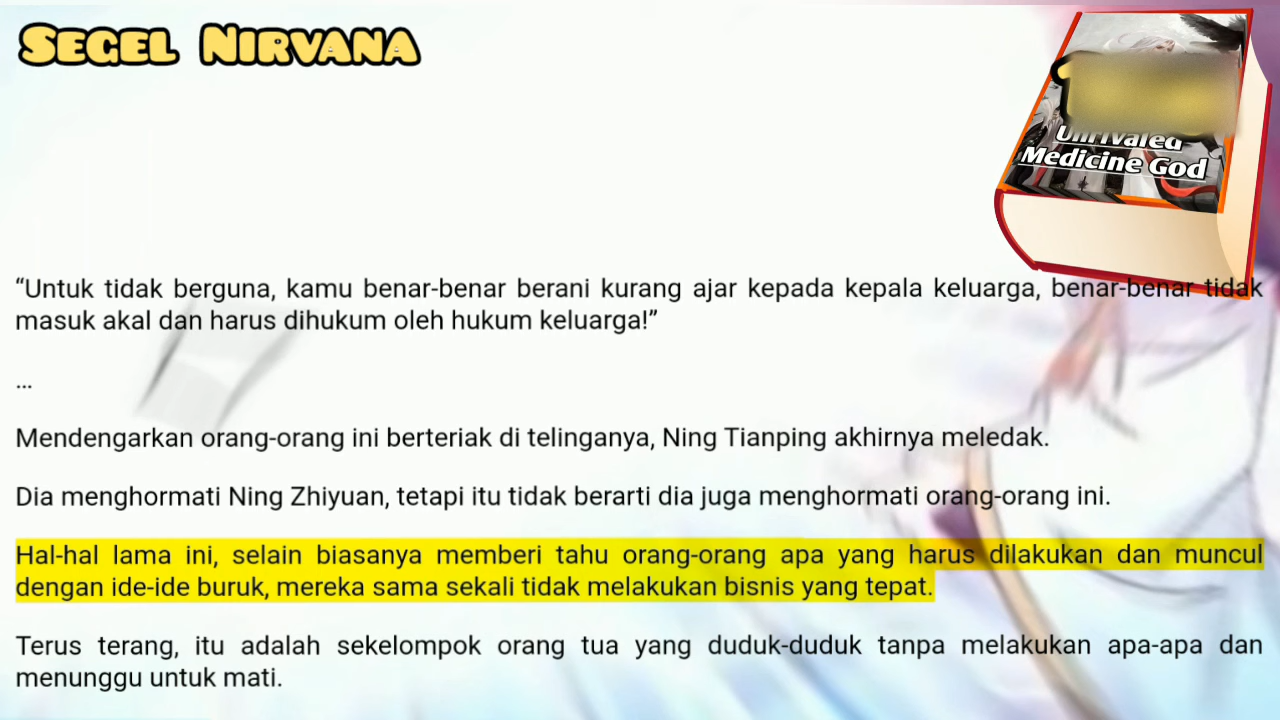 Segel Nirvana
Unrivaled
Medicine God
“Untuk tidak berguna, kamu benar-benar berani kurang ajar kepada kepala keluarga, benar-benar tidak
masuk akal dan harus dihukum oleh hukum keluarga!”
...
Mendengarkan orang-orang ini berteriak di telinganya, Ning Tianping akhirnya meledak.
Dia menghormati Ning Zhiyuan, tetapi itu tidak berarti dia juga menghormati orang-orang ini.
Hal-hal lama ini, selain biasanya memberi tahu orang-orang apa yang harus dilakukan dan muncul
dengan ide-ide buruk, mereka sama sekali tidak melakukan bisnis yang tepat.
Terus terang, itu adalah sekelompok orang tua yang duduk-duduk tanpa melakukan apa-apa dan
menunggu untuk mati.